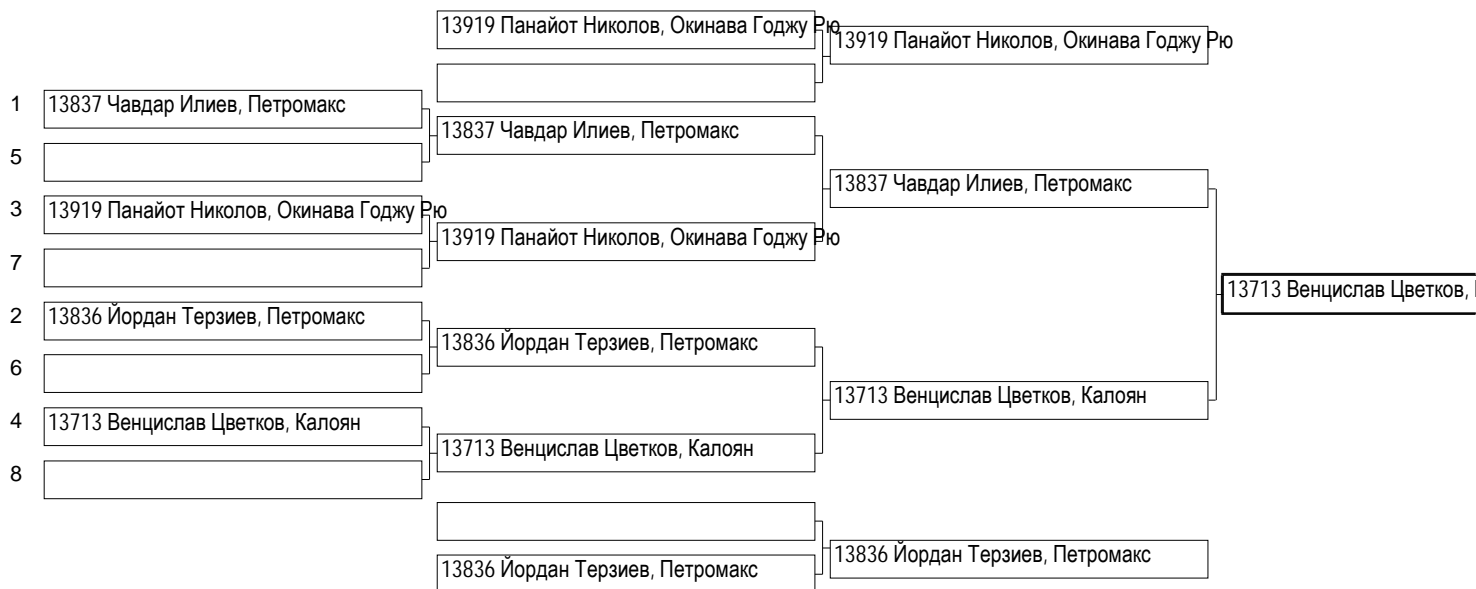 13919 Панайот Николов, Окинава Годжу Рю
13919 Панайот Николов, Окинава Годжу Рю
1
13837 Чавдар Илиев, Петромакс
13837 Чавдар Илиев, Петромакс
5
13837 Чавдар Илиев, Петромакс
3
13919 Панайот Николов, Окинава Годжу Рю
13919 Панайот Николов, Окинава Годжу Рю
7
13713 Венцислав Цветков,
2
13836 Йордан Терзиев, Петромакс
13836 Йордан Терзиев, Петромакс
6
13713 Венцислав Цветков, Калоян
4
13713 Венцислав Цветков, Калоян
13713 Венцислав Цветков, Калоян
8
13836 Йордан Терзиев, Петромакс
13836 Йордан Терзиев, Петромакс